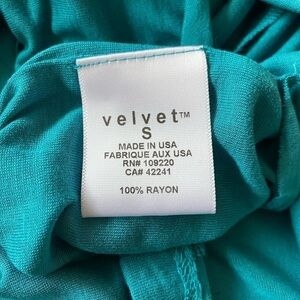 velvet™
S
MADE IN USA
FABRIQUE AUX USA
RN# 109220
CA# 42241
100% RAYON